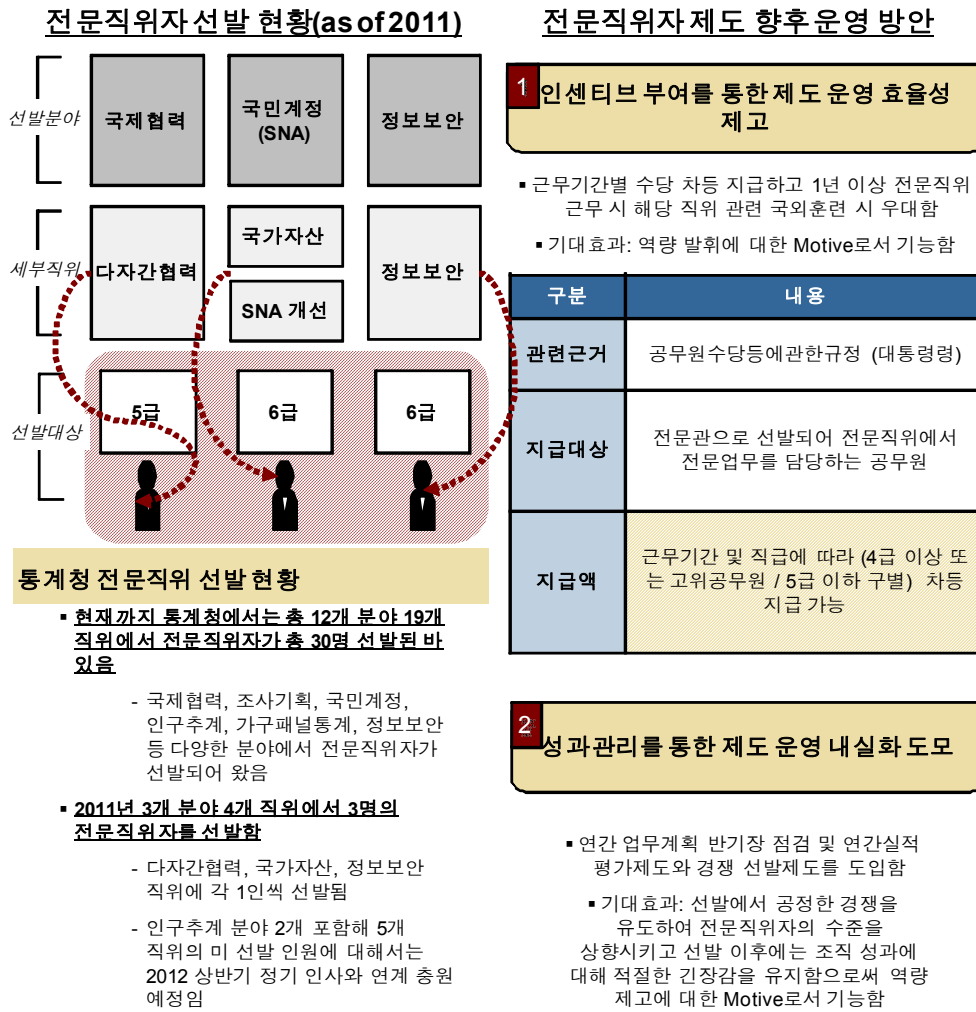 전문직위자 선발 현황(as of 2011)
선발분야
국제협력
국민계정
(SNA)
정보보안
세부직위
다자간협력
국가자산
SNA 개선
정보보안
선발대상
5급
6급
6급
통계청 전문직위 선발 현황
▪ 현재까지 통계청에서는 총 12개 분야 19개
직위에서 전문직위자가 총 30명 선발된 바
있음
- 국제협력, 조사기획, 국민계정,
인구추계, 가구패널통계, 정보보안
등 다양한 분야에서 전문직위자가
선발되어 왔음
▪ 2011년 3개 분야 4개 직위에서 3명의
전문직위자를 선발함
- 다자간협력, 국가자산, 정보보안
직위에 각 1인씩 선발됨
- 인구추계 분야 2개 포함해 5개
직위의 미 선발 인원에 대해서는
2012 상반기 정기 인사와 연계 충원
예정임
전문직위자 제도 향후 운영 방안
1
인센티브 부여를 통한 제도 운영 효율성
제고
▪ 근무기간별 수당 차등 지급하고 1년 이상 전문직위
근무 시 해당 직위 관련 국외훈련 시 우대함
▪ 기대효과: 역량 발휘에 대한 Motive로서 기능함
구분 내용
관련근거 공무원수당등에관한규정 (대통령령)
지급대상
전문관으로 선발되어 전문직위에서
전문업무를 담당하는 공무원
지급액
근무기간 및 직급에 따라 (4급 이상 또
는 고위공무원 / 5급 이하 구별) 차등
지급 가능
2
성과관리를 통한 제도 운영 내실화 도모
▪ 연간 업무계획 반기장 점검 및 연간실적
평가제도와 경쟁 선발제도를 도입함
▪ 기대효과: 선발에서 공정한 경쟁을
유도하여 전문직위자의 수준을
상향시키고 선발 이후에는 조직 성과에
대해 적절한 긴장감을 유지함으로써 역량
제고에 대한 Motive로서 기능함